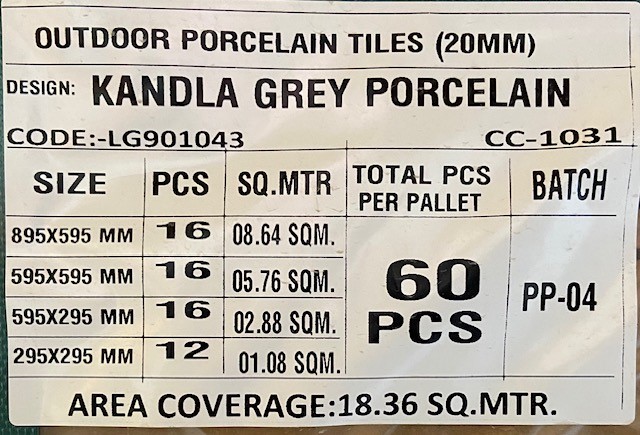 OUTDOOR PORCELAIN TILES (20MM)
DESIGN: KANDLA GREY PORCELAIN
CODE:-LG901043 CC-1031
SIZE PCS SQ.MTR TOTAL PCS PER PALLET BATCH
895X595 MM 16 08.64 SQM.
595X595 MM 16 05.76 SQM.
595X295 MM 16 02.88 SQM.
295X295 MM 12 01.08 SQM.
60 PCS
PP-04
AREA COVERAGE:18.36 SQ.MTR.